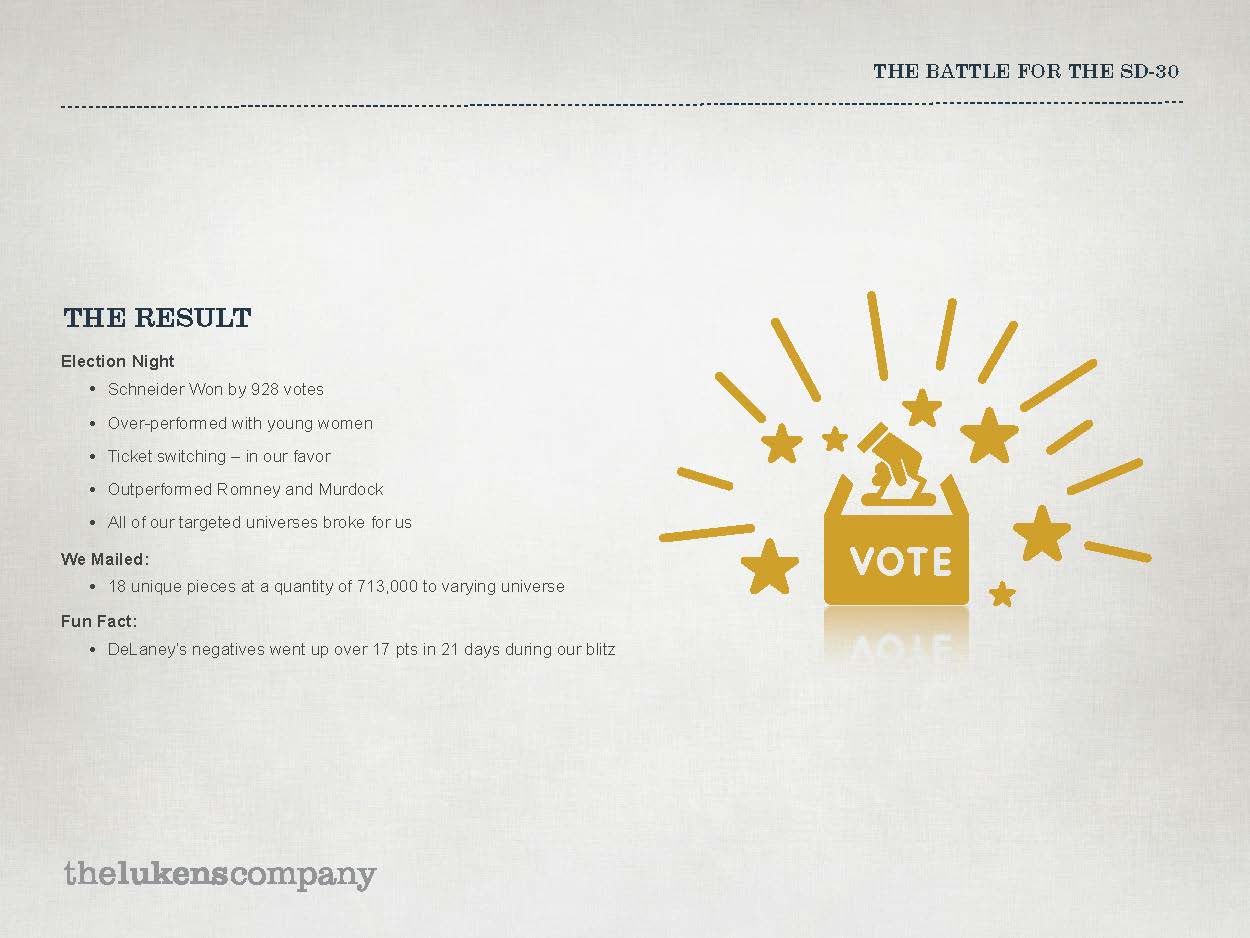 THE BATTLE FOR THE SD-30
THE RESULT
Election Night
• Schneider Won by 928 votes
• Over-performed with young women
• Ticket switching – in our favor
• Outperformed Romney and Murdock
• All of our targeted universes broke for us
We Mailed:
• 18 unique pieces at a quantity of 713,000 to varying universe
Fun Fact:
• DeLaney's negatives went up over 17 pts in 21 days during our blitz
VOTE
thelukenscompany